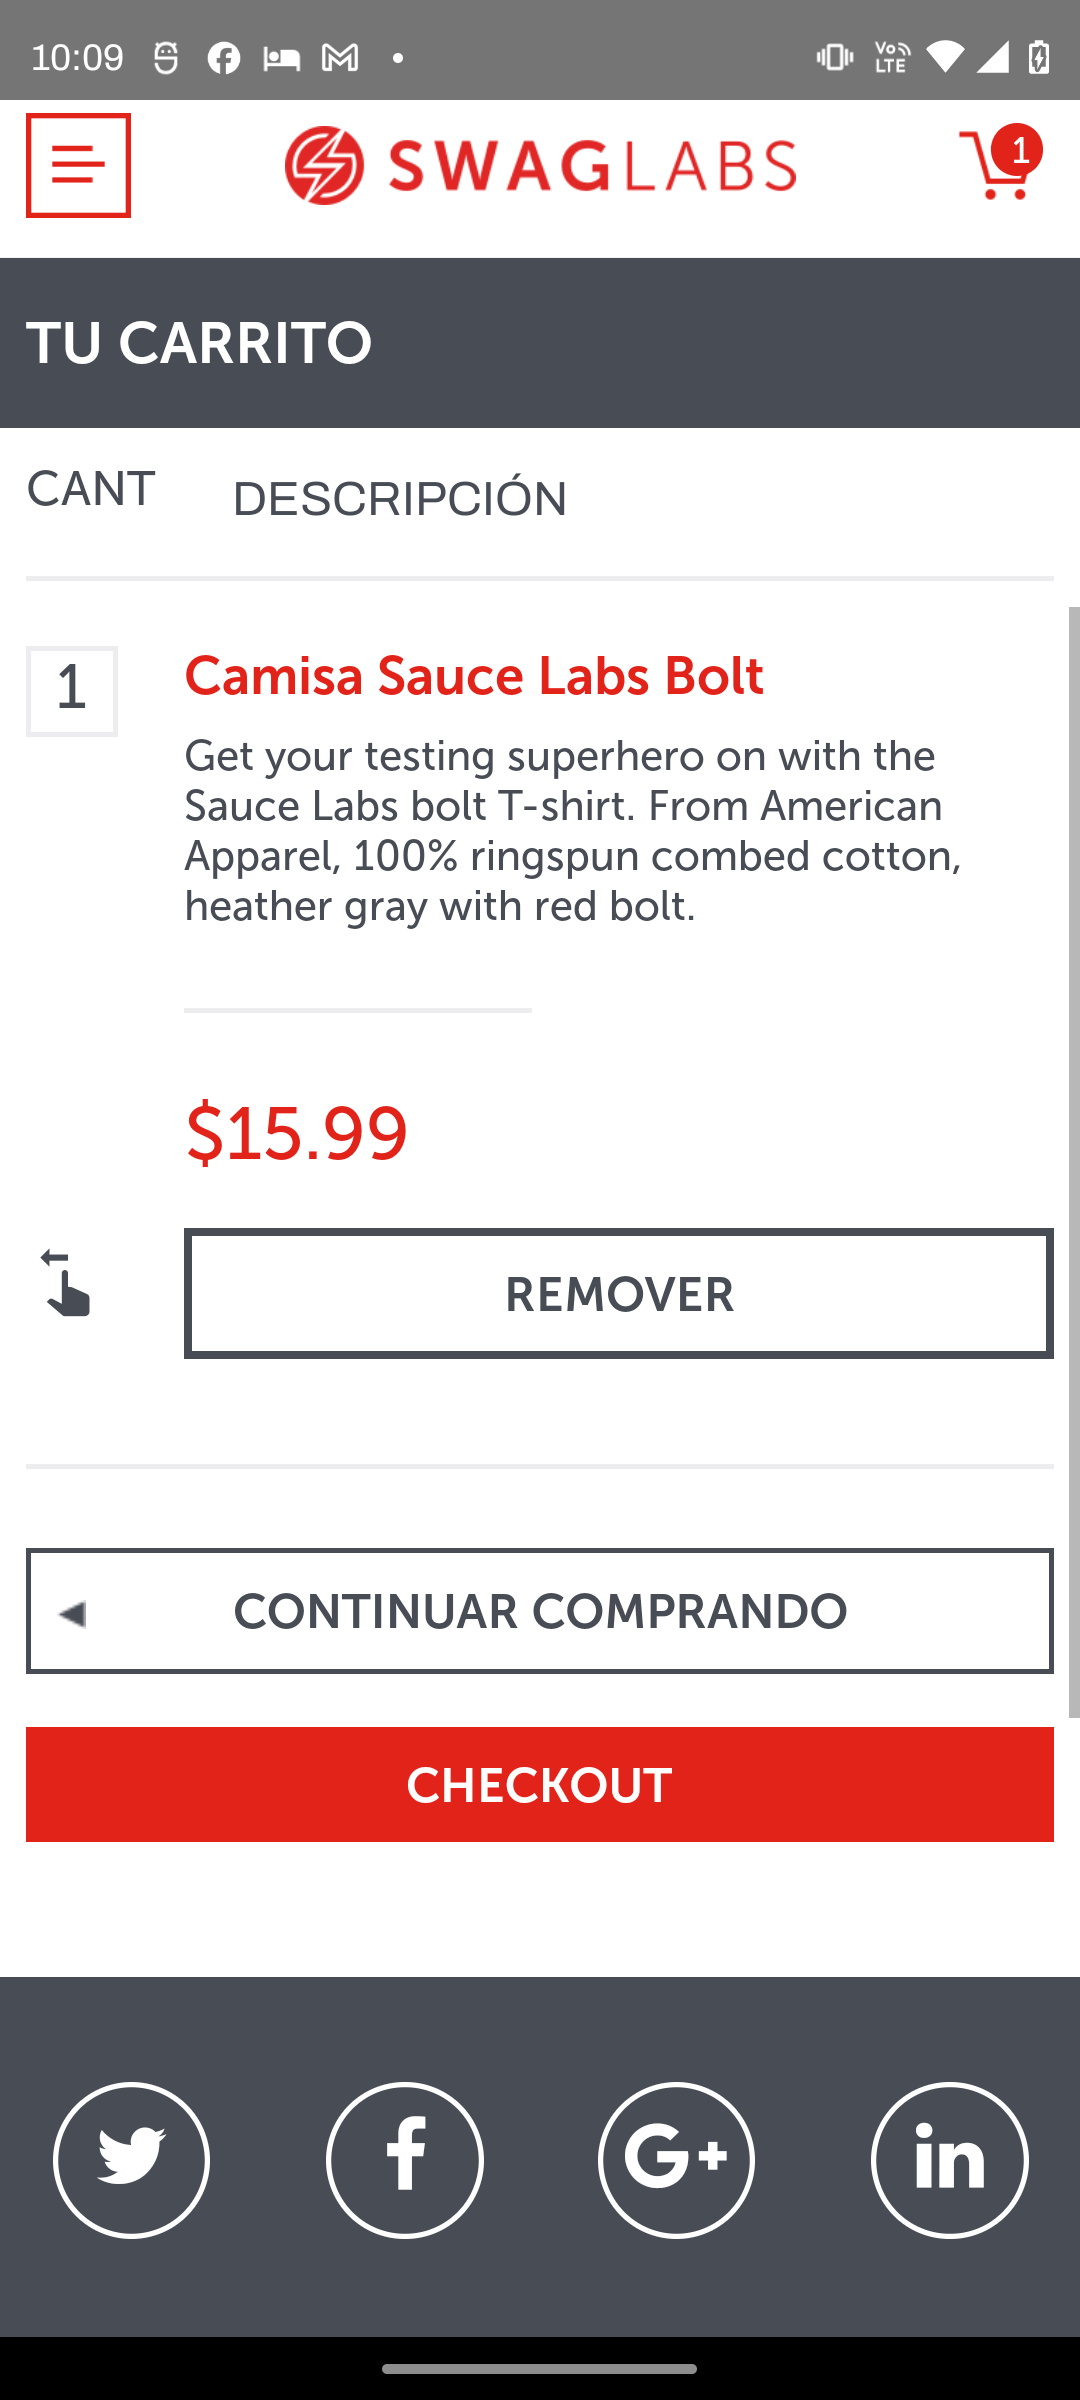 10:09
Vo LTE
SWAGLABS
1
TU CARRITO
CANT
DESCRIPCIÓN
1
Camisa Sauce Labs Bolt
Get your testing superhero on with the
Sauce Labs bolt T-shirt. From American
Apparel, 100% ringspun combed cotton,
heather gray with red bolt.
$15.99
REMOVER
CONTINUAR COMPRANDO
CHECKOUT
f
G+
in